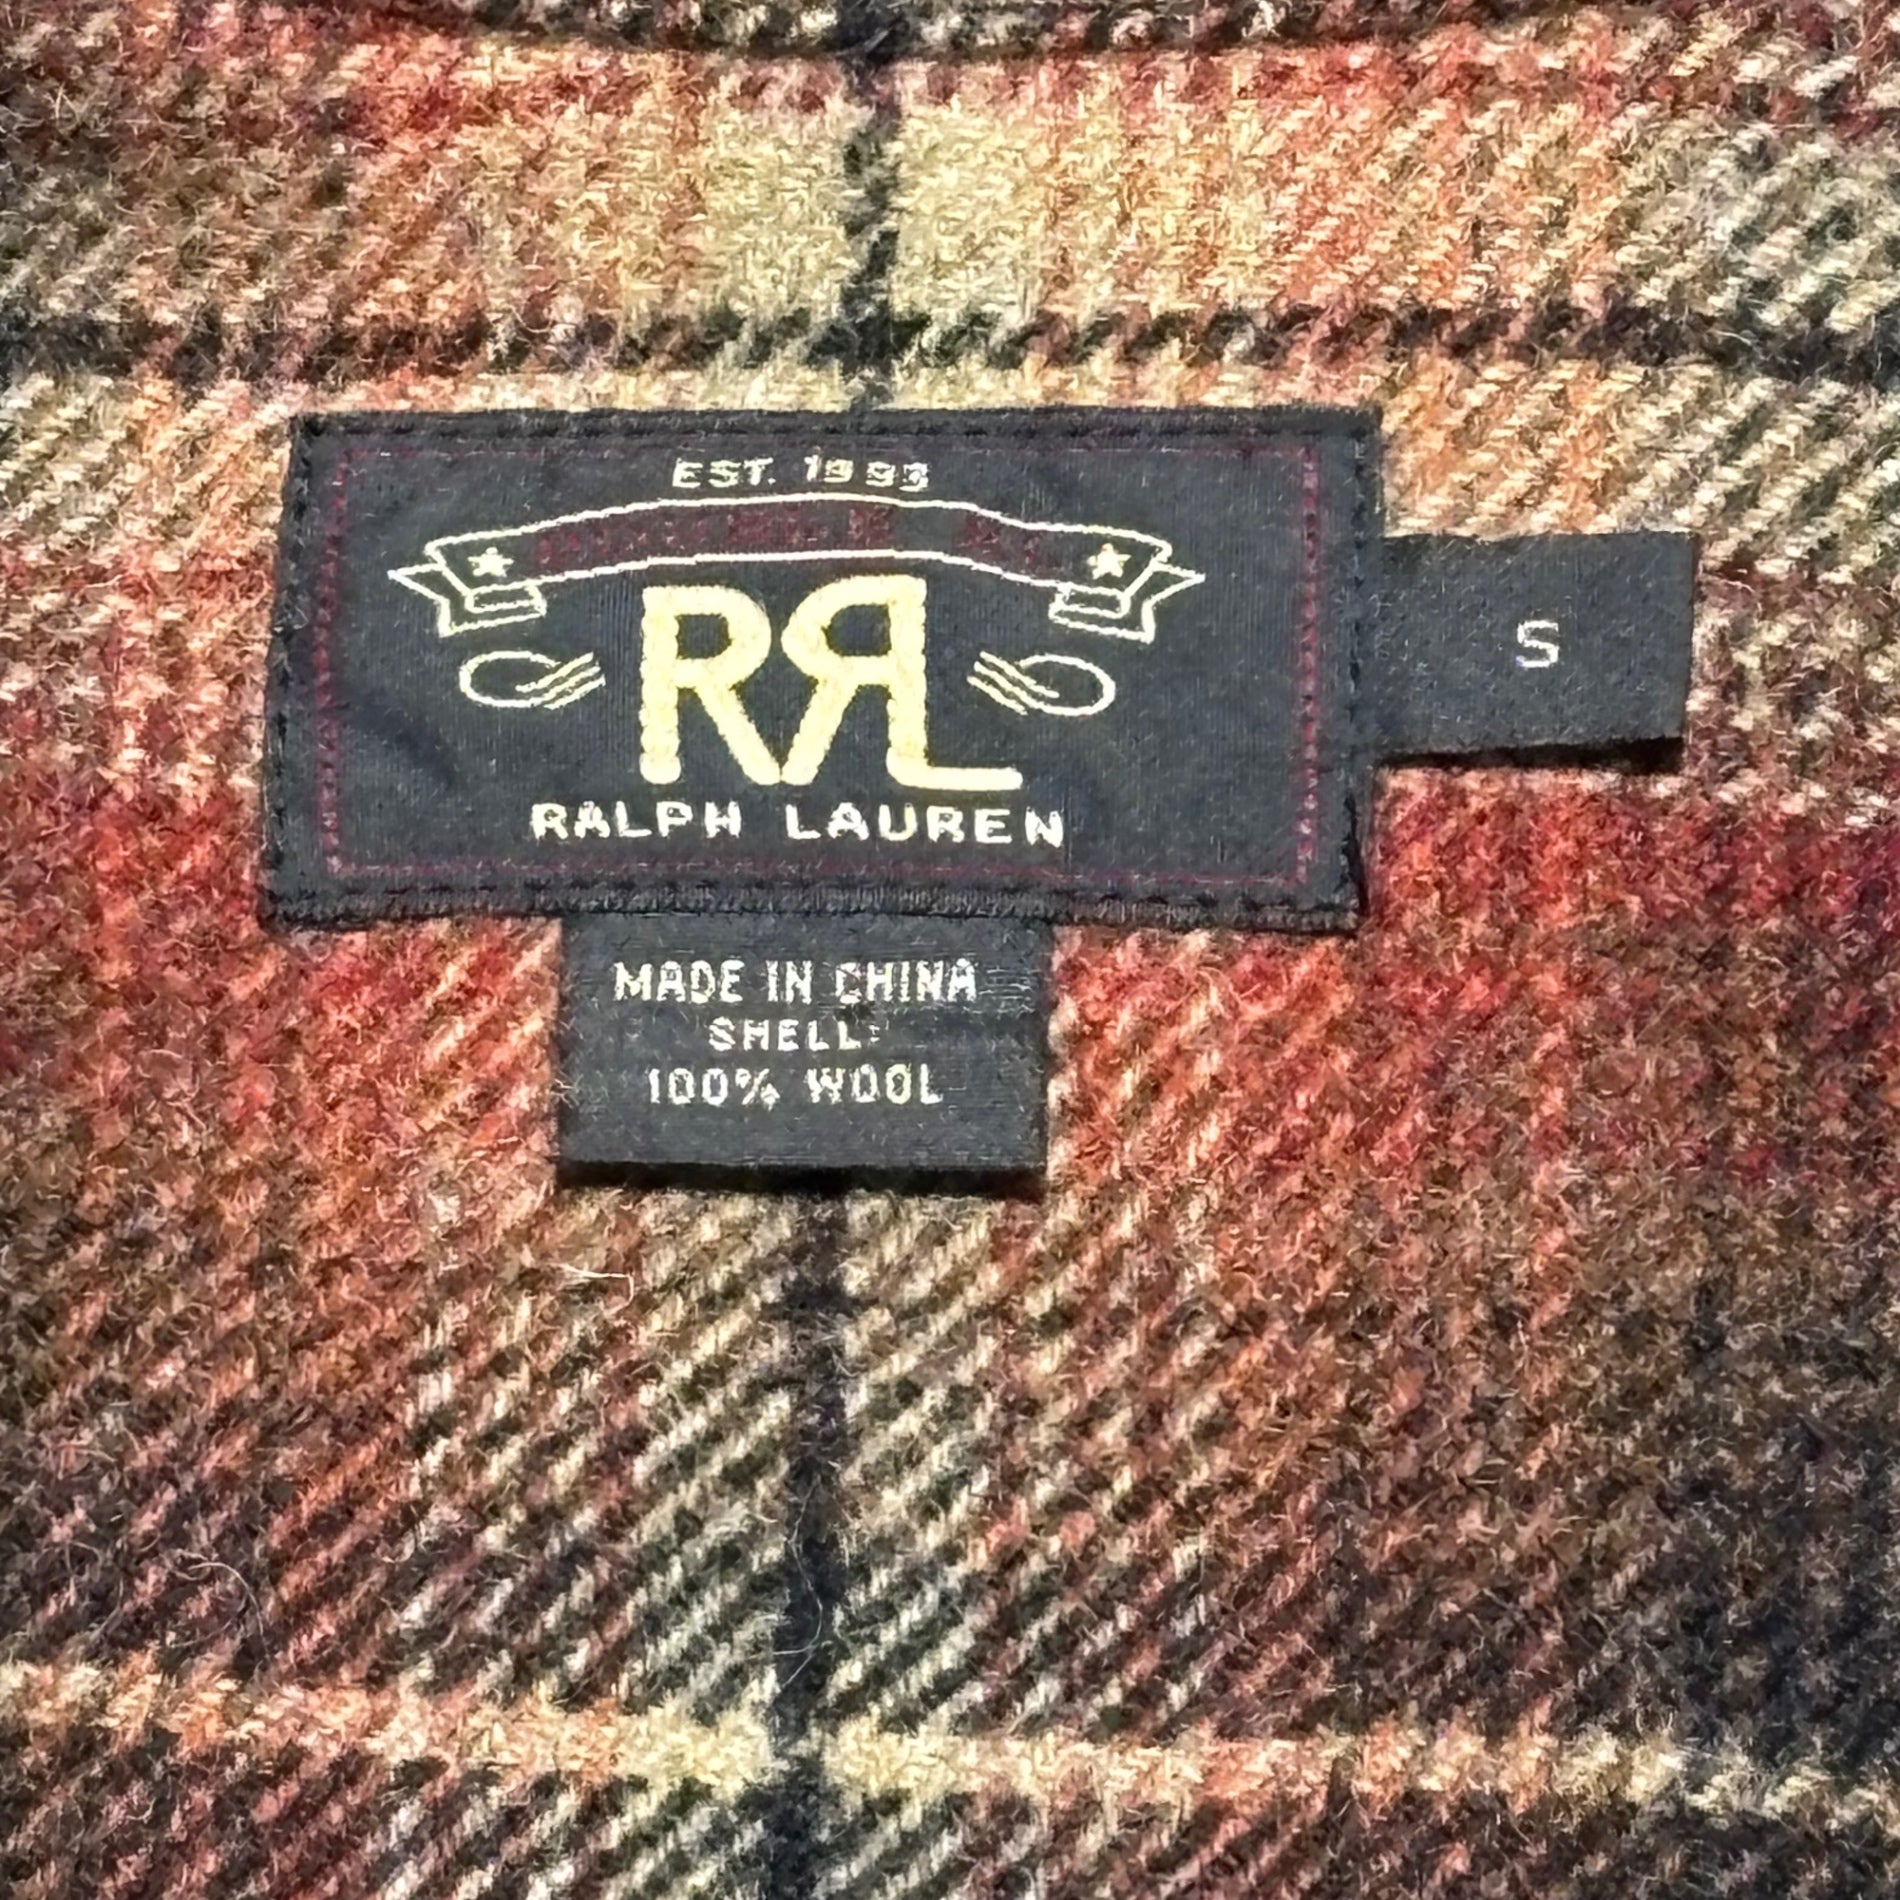 EST. 1993
RRL
RALPH LAUREN
S
MADE IN CHINA
SHELL:
100% WOOL